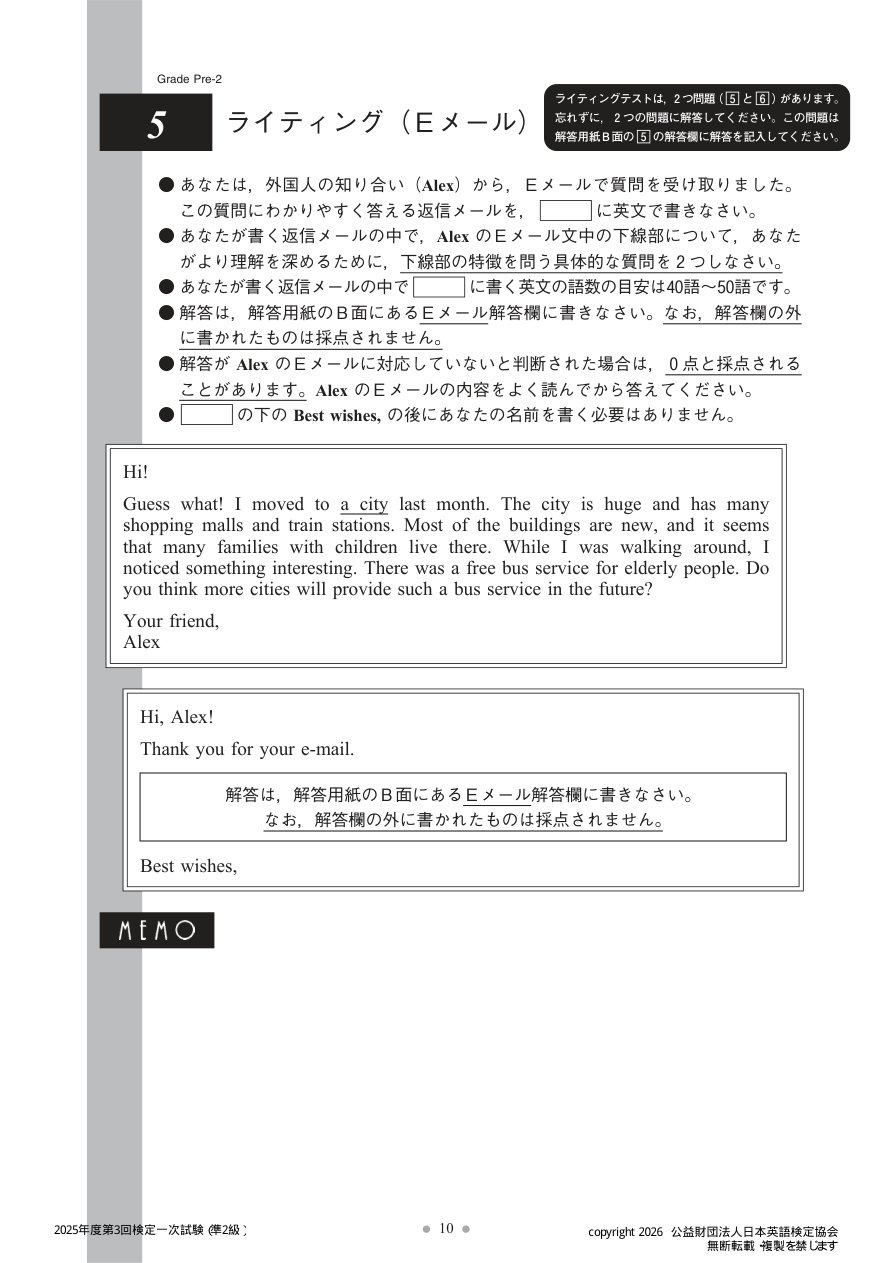 Grade Pre-2
5 ライティング（Ｅメール）
ライティングテストは，２つ問題（5と6）があります。
忘れずに，２つの問題に解答してください。この問題は
解答用紙Ｂ面の5の解答欄に解答を記入してください。
● あなたは，外国人の知り合い（Alex）から，Ｅメールで質問を受け取りました。
この質問にわかりやすく答える返信メールを，　　　に英文で書きなさい。
● あなたが書く返信メールの中で，Alex のＥメール文中の下線部について，あなた
がより理解を深めるために，下線部の特徴を問う具体的な質問を２つしなさい。
● あなたが書く返信メールの中で　　　に書く英文の語数の目安は40語～50語です。
● 解答は，解答用紙のＢ面にあるＥメール解答欄に書きなさい。なお，解答欄の外
に書かれたものは採点されません。
● 解答が Alex のＥメールに対応していないと判断された場合は，０点と採点される
ことがあります。Alex のＥメールの内容をよく読んでから答えてください。
● 　　　の下の Best wishes, の後にあなたの名前を書く必要はありません。
Hi!
Guess what! I moved to a city last month. The city is huge and has many
shopping malls and train stations. Most of the buildings are new, and it seems
that many families with children live there. While I was walking around, I
noticed something interesting. There was a free bus service for elderly people. Do
you think more cities will provide such a bus service in the future?
Your friend,
Alex
Hi, Alex!
Thank you for your e-mail.
解答は，解答用紙のＢ面にあるＥメール解答欄に書きなさい。
なお，解答欄の外に書かれたものは採点されません。
Best wishes,
MEMO
2025年度第3回検定一次試験（準2級）
● 10 ●
copyright 2026 公益財団法人日本英語検定協会
無断転載・複製を禁じます